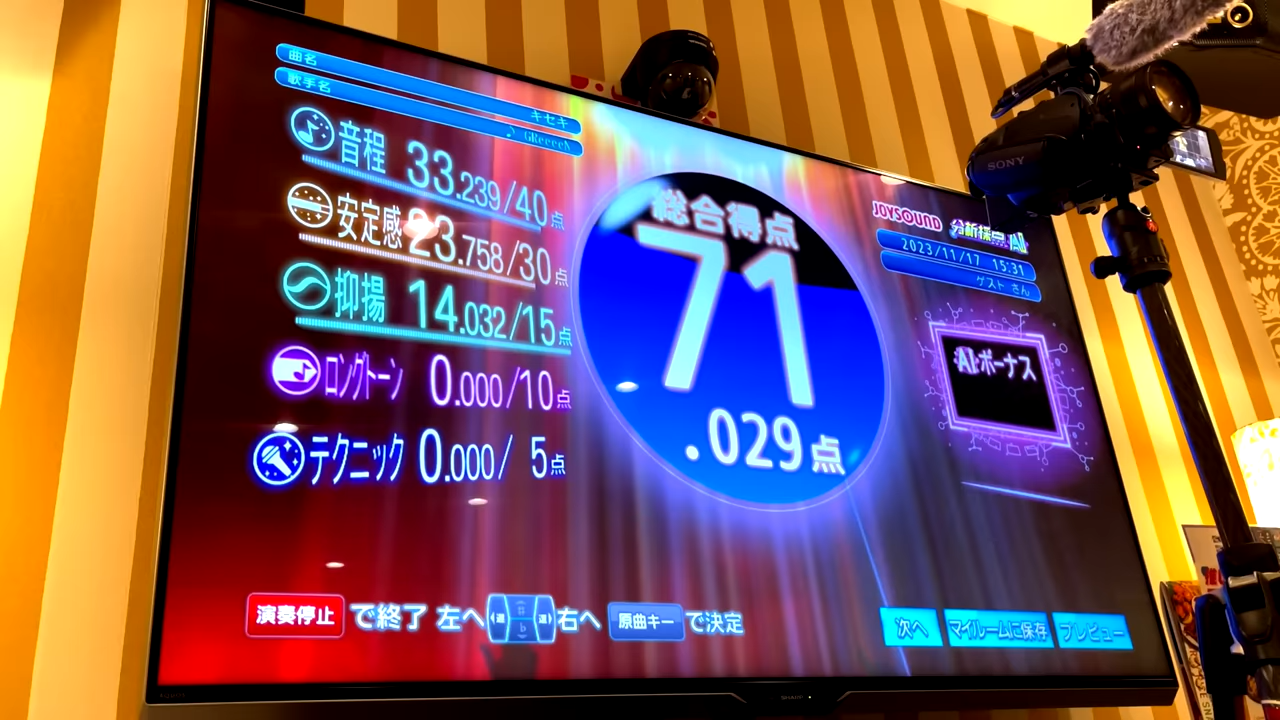 曲名
キセキ
歌手名
♪ GReeeeN
音程 33.239/40点
安定感 23.758/30点
抑揚 14.032/15点
ロングトーン 0.000/10点
テクニック 0.000/ 5点
総合得点
71
.029点
JOYSOUND 分析採点AI
2023/11/17 15:31
ゲスト さん
AIボーナス
演奏停止 で終了 左へ 右へ 原曲キー で決定
次へ マイルームに保存 プレビュー
SONY
SHARP